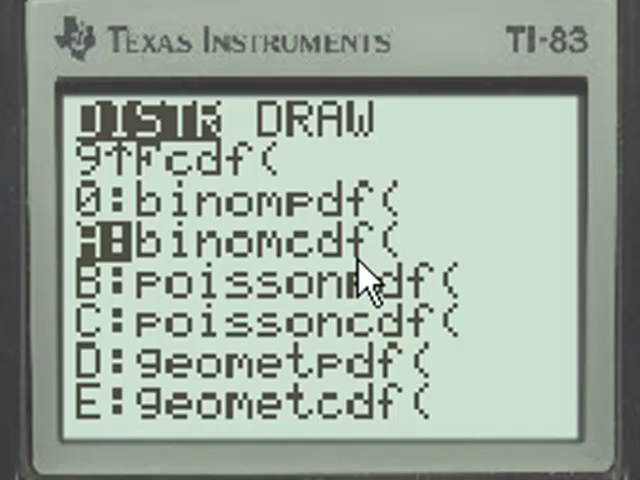 TEXAS INSTRUMENTS TI-83
DISTR DRAW
9↑Fcdf(
0:binompdf(
A:binomcdf(
B:poissonpdf(
C:poissoncdf(
D:geometpdf(
E:geometcdf(